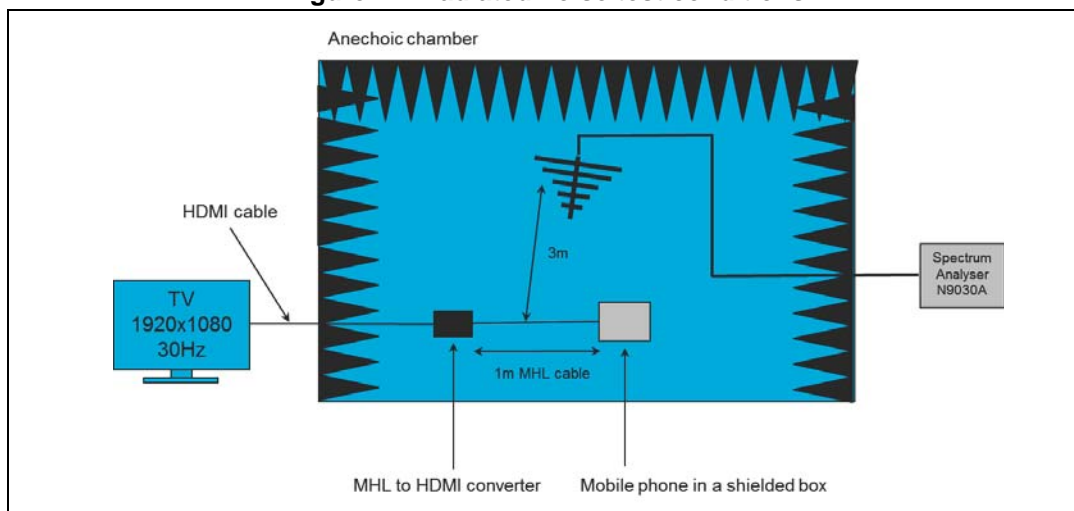 Anechoic chamber
HDMI cable
3m
Spectrum
Analyser
N9030A
TV
1920x1080
30Hz
1m MHL cable
MHL to HDMI converter
Mobile phone in a shielded box